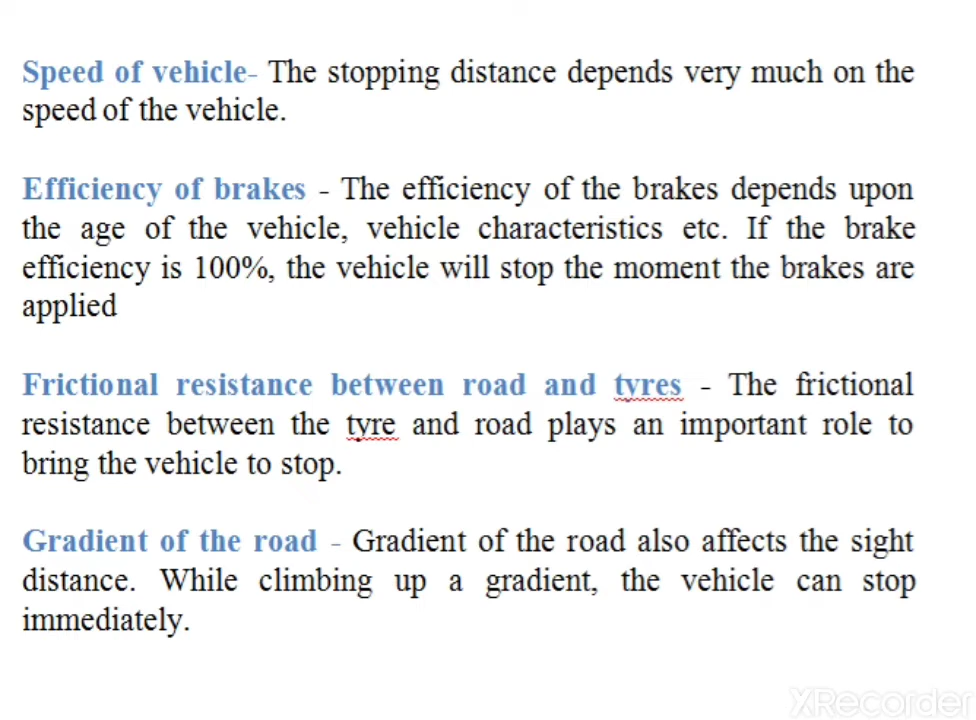 Speed of vehicle- The stopping distance depends very much on the
speed of the vehicle.
Efficiency of brakes - The efficiency of the brakes depends upon
the age of the vehicle, vehicle characteristics etc. If the brake
efficiency is 100%, the vehicle will stop the moment the brakes are
applied
Frictional resistance between road and tyres - The frictional
resistance between the tyre and road plays an important role to
bring the vehicle to stop.
Gradient of the road - Gradient of the road also affects the sight
distance. While climbing up a gradient, the vehicle can stop
immediately.
XRecorder